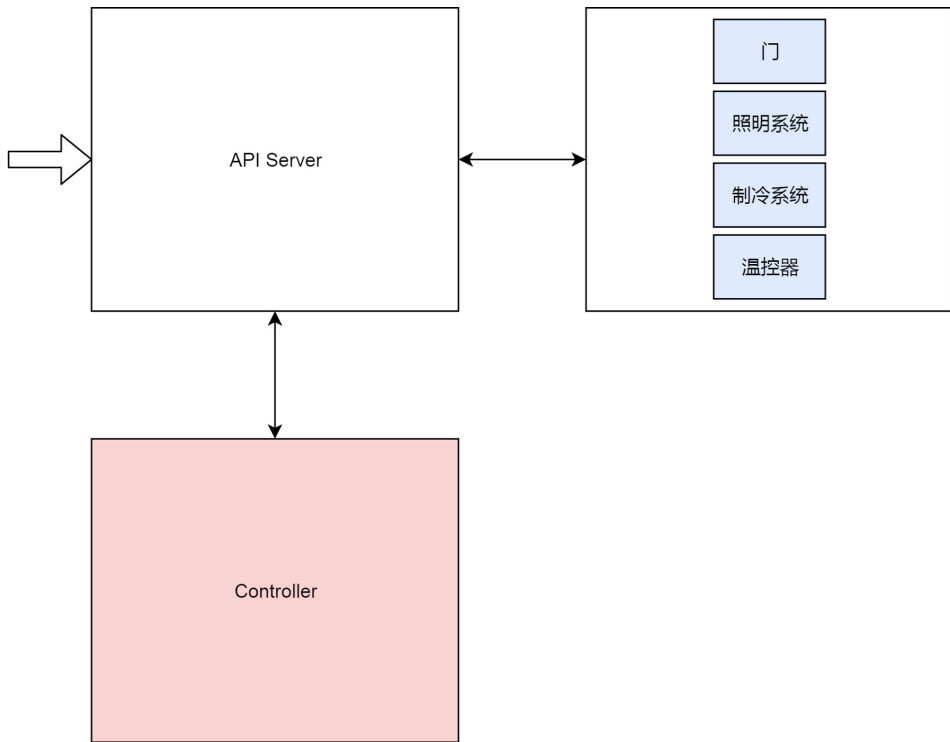 API Server
门
照明系统
制冷系统
温控器
Controller